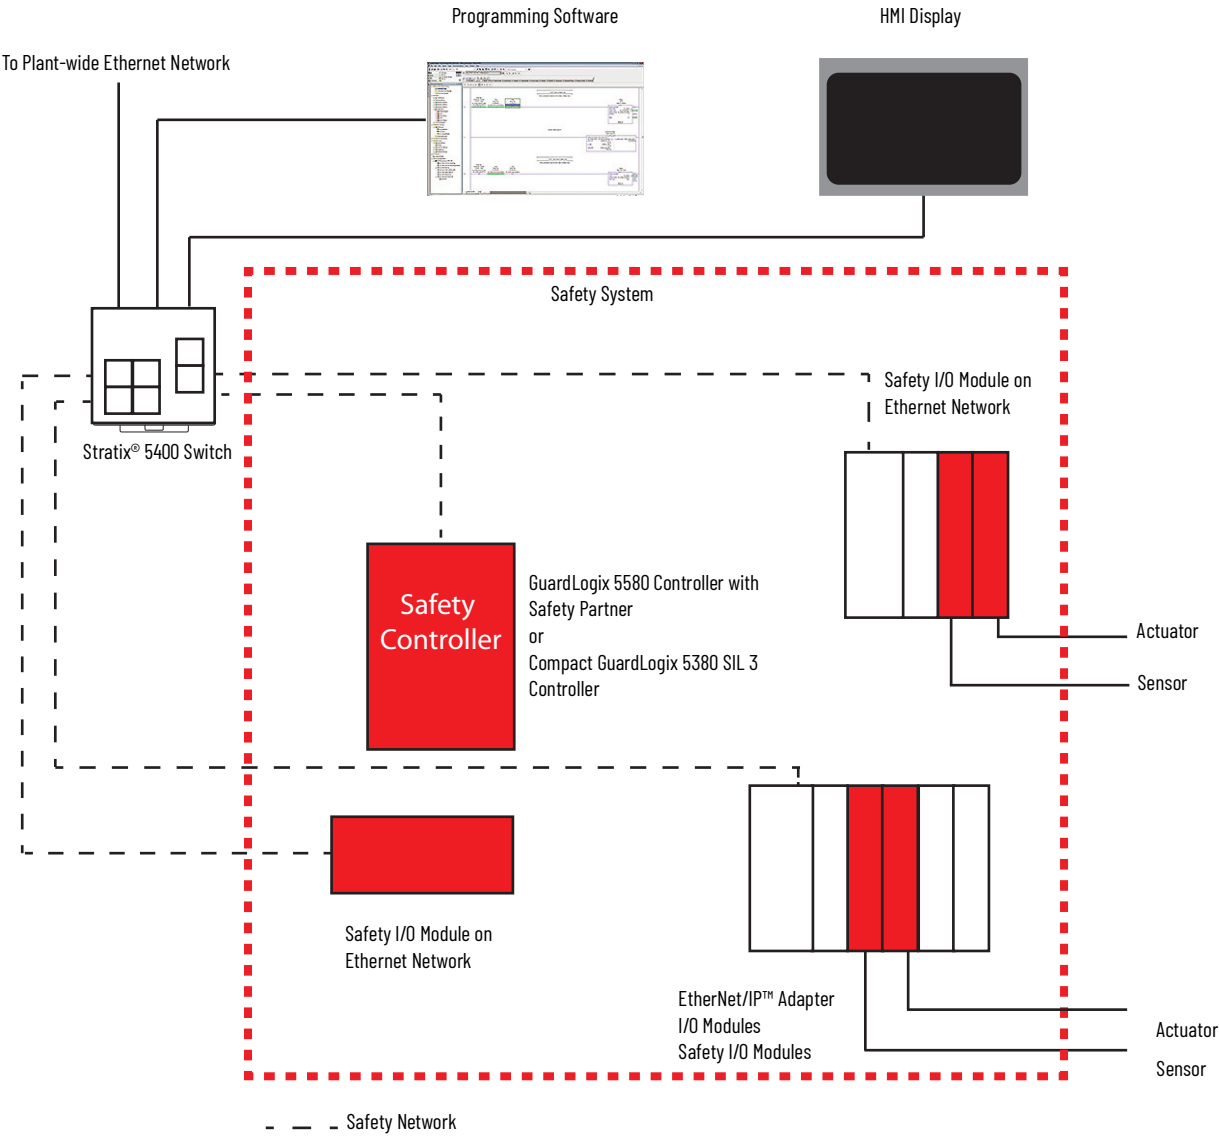 Programming Software
HMI Display
To Plant-wide Ethernet Network
Safety System
Safety I/O Module on
Ethernet Network
Stratix® 5400 Switch
Safety
Controller
GuardLogix 5580 Controller with
Safety Partner
or
Compact GuardLogix 5380 SIL 3
Controller
Actuator
Sensor
Safety I/O Module on
Ethernet Network
EtherNet/IP™ Adapter
I/O Modules
Safety I/O Modules
Actuator
Sensor
Safety Network